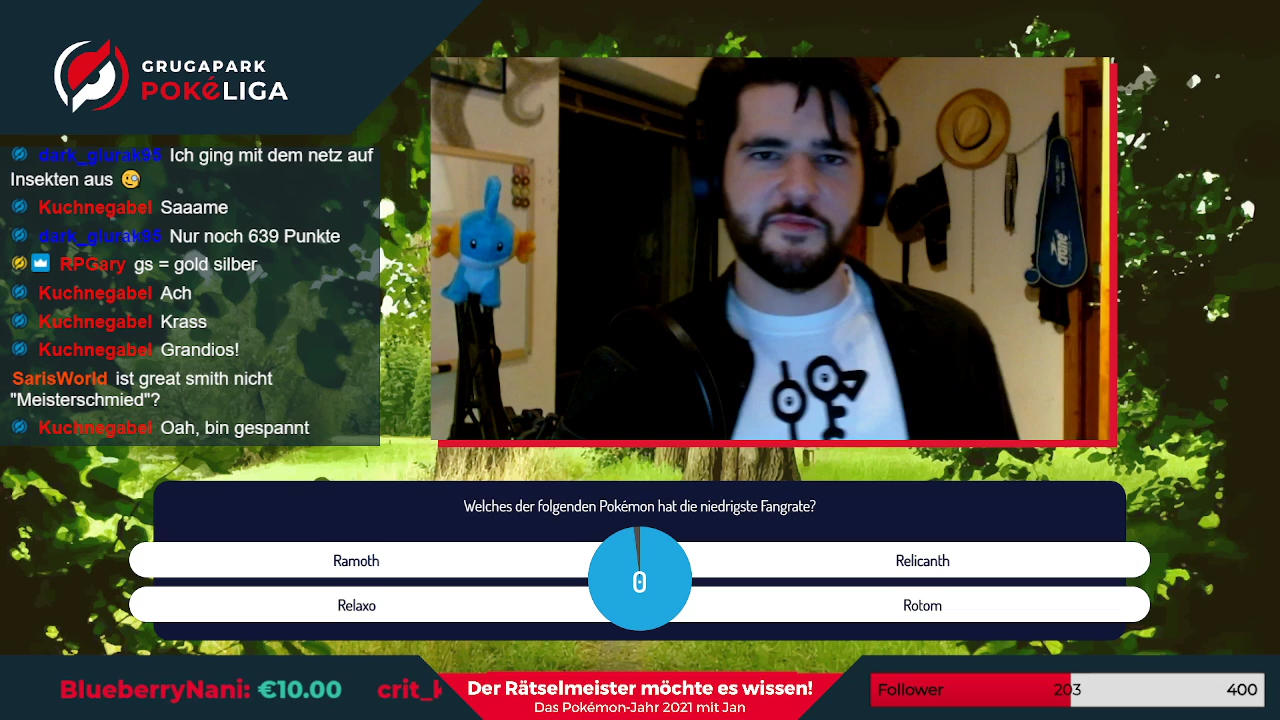 GRUGAPARK
POKéLIGA
dark_glurak95 Ich ging mit dem netz auf
Insekten aus
Kuchnegabel Saaame
dark_glurak95 Nur noch 639 Punkte
RPGary gs = gold silber
Kuchnegabel Ach
Kuchnegabel Krass
Kuchnegabel Grandios!
SarisWorld ist great smith nicht
"Meisterschmied"?
Kuchnegabel Oah, bin gespannt
Welches der folgenden Pokémon hat die niedrigste Fangrate?
Ramoth
Relicanth
0
Relaxo
Rotom
BlueberryNani: €10.00
Der Rätselmeister möchte es wissen!
Das Pokémon-Jahr 2021 mit Jan
Follower 203 400